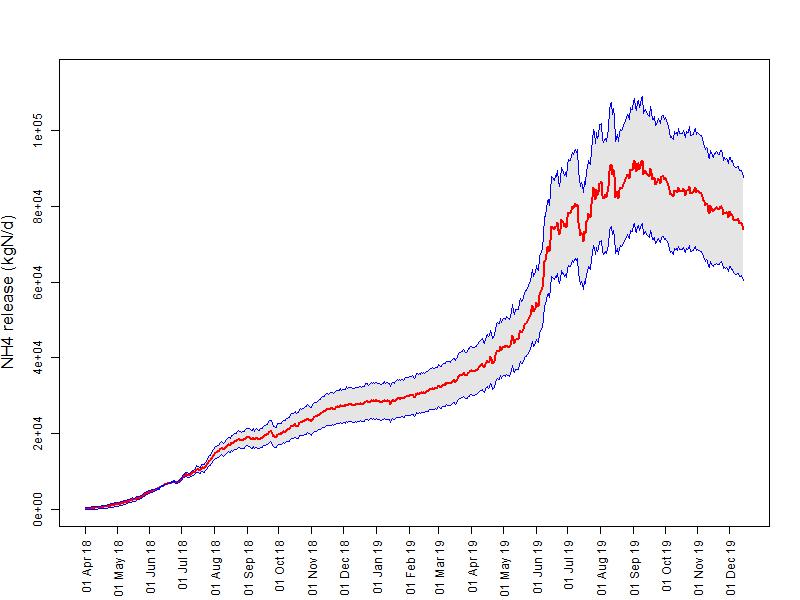 NH4 release (kgN/d)
1e+05
8e+04
6e+04
4e+04
2e+04
0e+00
01 Apr 18
01 May 18
01 Jun 18
01 Jul 18
01 Aug 18
01 Sep 18
01 Oct 18
01 Nov 18
01 Dec 18
01 Jan 19
01 Feb 19
01 Mar 19
01 Apr 19
01 May 19
01 Jun 19
01 Jul 19
01 Aug 19
01 Sep 19
01 Oct 19
01 Nov 19
01 Dec 19